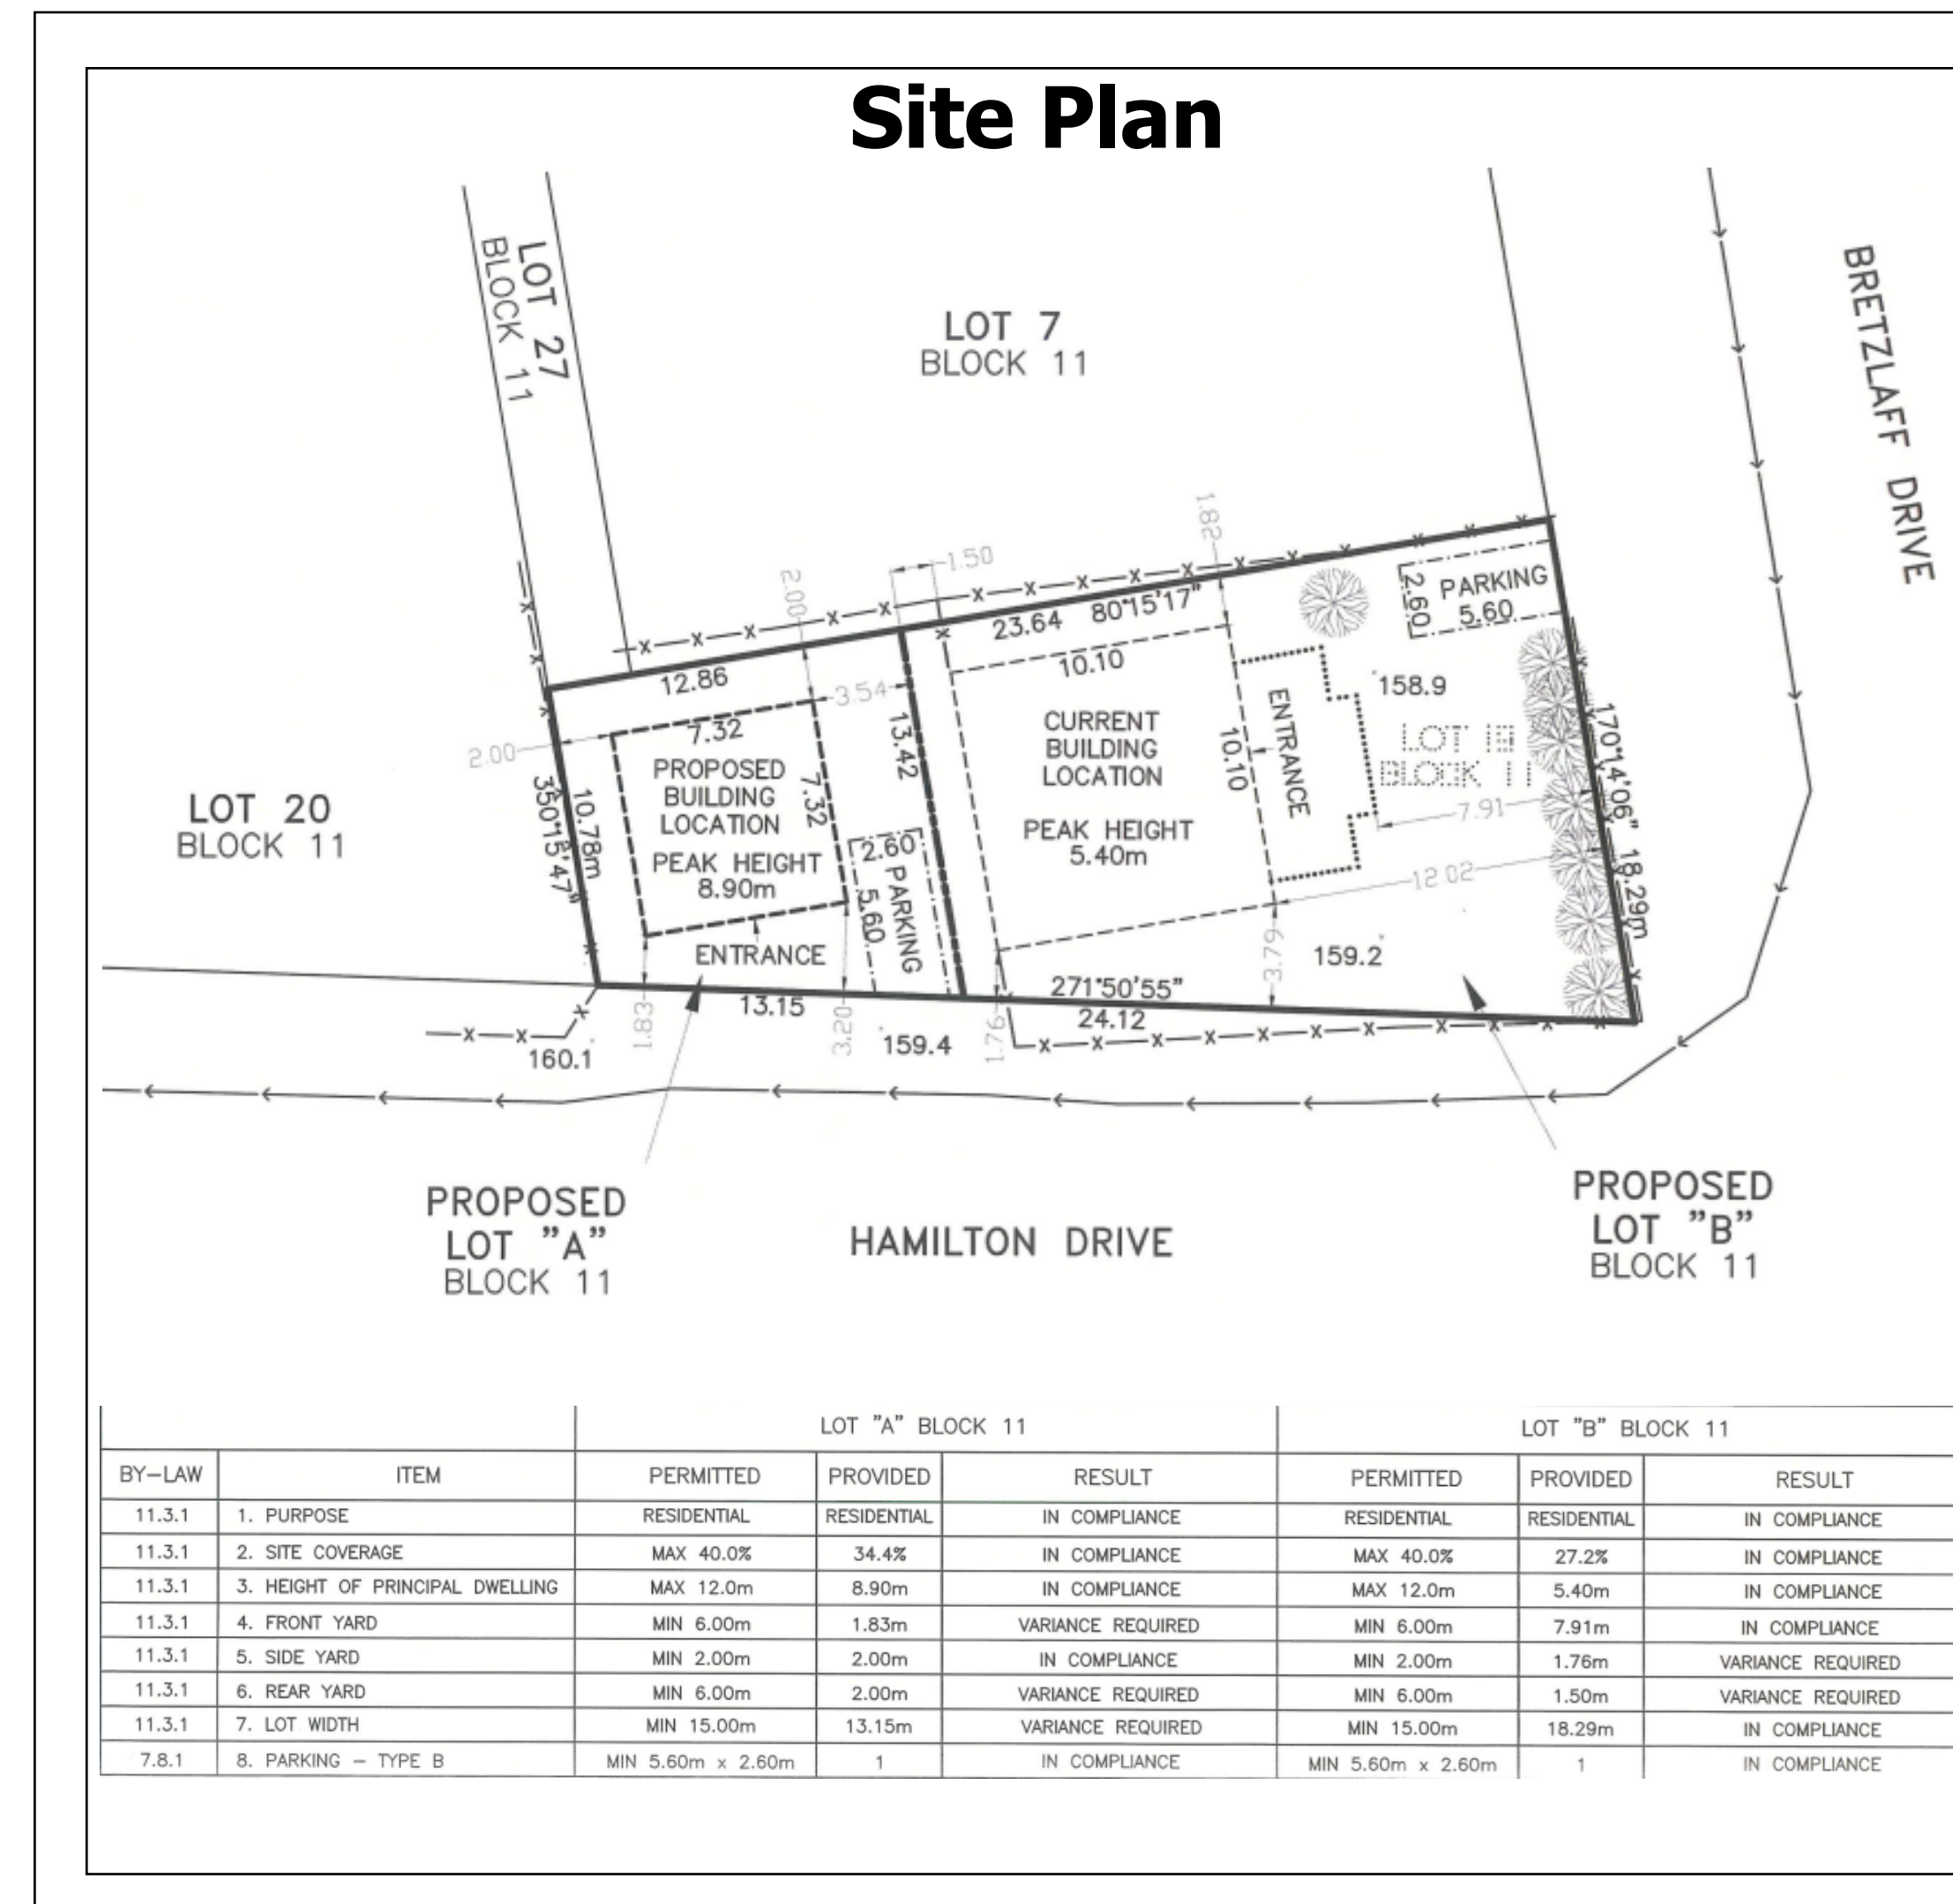 Site Plan
LOT 27
BLOCK 11
LOT 7
BLOCK 11
BRETZLAFF DRIVE
1.82
1.50
2.00
23.64 80°15'17"
2.60 PARKING
5.60
12.86
3.54
10.10
158.9
7.32
13.42
CURRENT
BUILDING
LOCATION
10.10
ENTRANCE
LOT
BLOCK 11
170°14'06" 18.29m
2.00
350°15'47"
10.78m
PROPOSED
BUILDING
LOCATION
7.32
PEAK HEIGHT
8.90m
LOT 20
BLOCK 11
PEAK HEIGHT
5.40m
7.91
2.60
5.60 PARKING
12.02
ENTRANCE
3.79
159.2
271°50'55"
13.15
24.12
1.83
3.20
159.4
1.76
160.1
PROPOSED
LOT "A"
BLOCK 11
HAMILTON DRIVE
PROPOSED
LOT "B"
BLOCK 11
LOT "A" BLOCK 11 LOT "B" BLOCK 11
BY-LAW ITEM PERMITTED PROVIDED RESULT PERMITTED PROVIDED RESULT
11.3.1 1. PURPOSE RESIDENTIAL RESIDENTIAL IN COMPLIANCE RESIDENTIAL RESIDENTIAL IN COMPLIANCE
11.3.1 2. SITE COVERAGE MAX 40.0% 34.4% IN COMPLIANCE MAX 40.0% 27.2% IN COMPLIANCE
11.3.1 3. HEIGHT OF PRINCIPAL DWELLING MAX 12.0m 8.90m IN COMPLIANCE MAX 12.0m 5.40m IN COMPLIANCE
11.3.1 4. FRONT YARD MIN 6.00m 1.83m VARIANCE REQUIRED MIN 6.00m 7.91m IN COMPLIANCE
11.3.1 5. SIDE YARD MIN 2.00m 2.00m IN COMPLIANCE MIN 2.00m 1.76m VARIANCE REQUIRED
11.3.1 6. REAR YARD MIN 6.00m 2.00m VARIANCE REQUIRED MIN 6.00m 1.50m VARIANCE REQUIRED
11.3.1 7. LOT WIDTH MIN 15.00m 13.15m VARIANCE REQUIRED MIN 15.00m 18.29m IN COMPLIANCE
7.8.1 8. PARKING – TYPE B MIN 5.60m x 2.60m 1 IN COMPLIANCE MIN 5.60m x 2.60m 1 IN COMPLIANCE